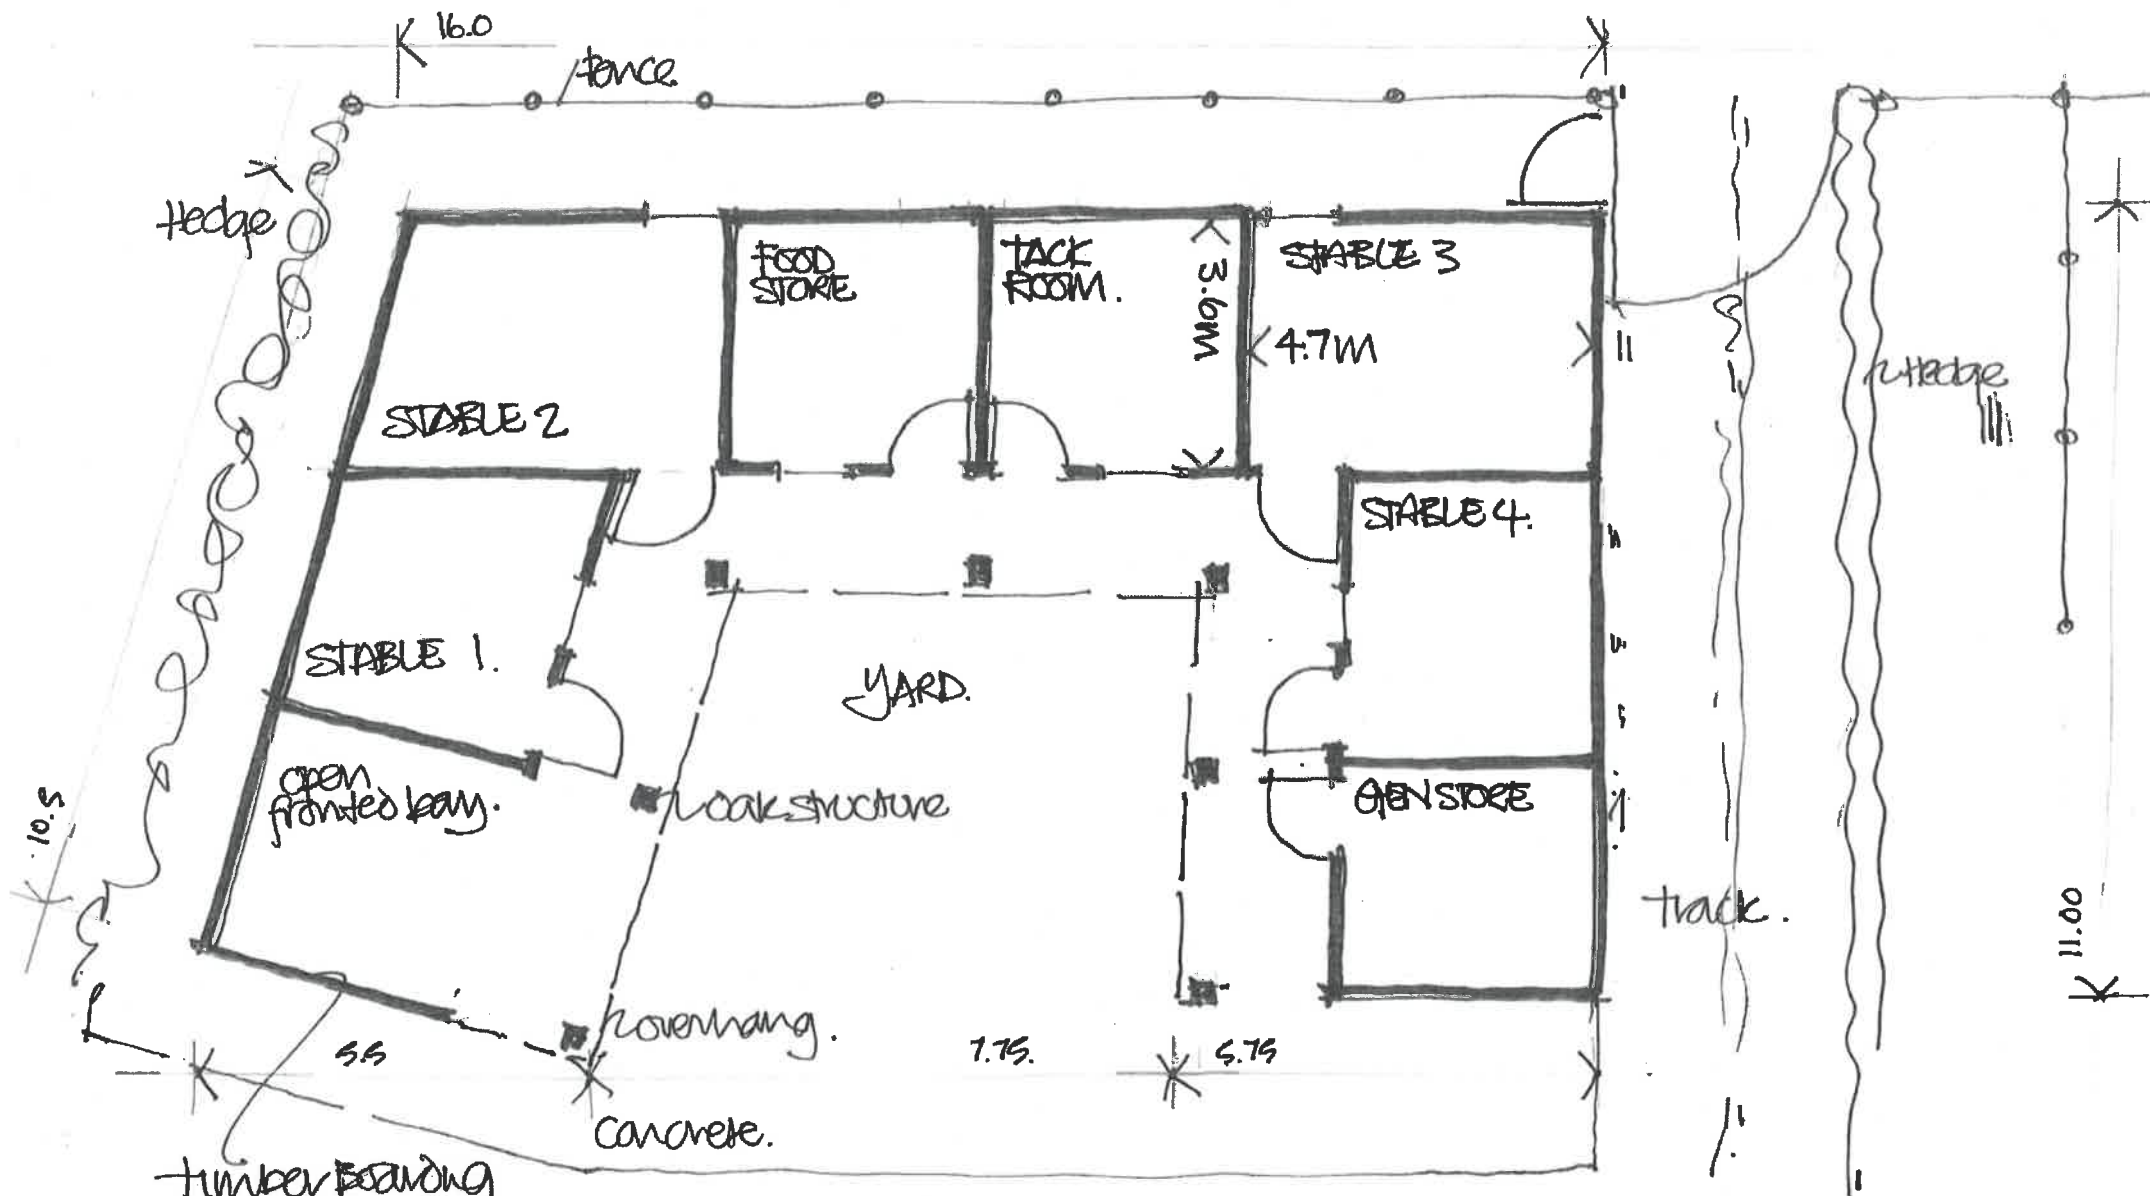 16.0
fence
Hedge
FOOD
STORE
TACK
ROOM.
3.6m
STABLE 3
4.7m
Hedge
STABLE 2
STABLE 4.
STABLE 1.
YARD.
open
fronted bay.
oak structure
GEN STORE
10.5
track.
11.00
overhang.
5.5
7.75.
5.75
concrete.
timber Boarding